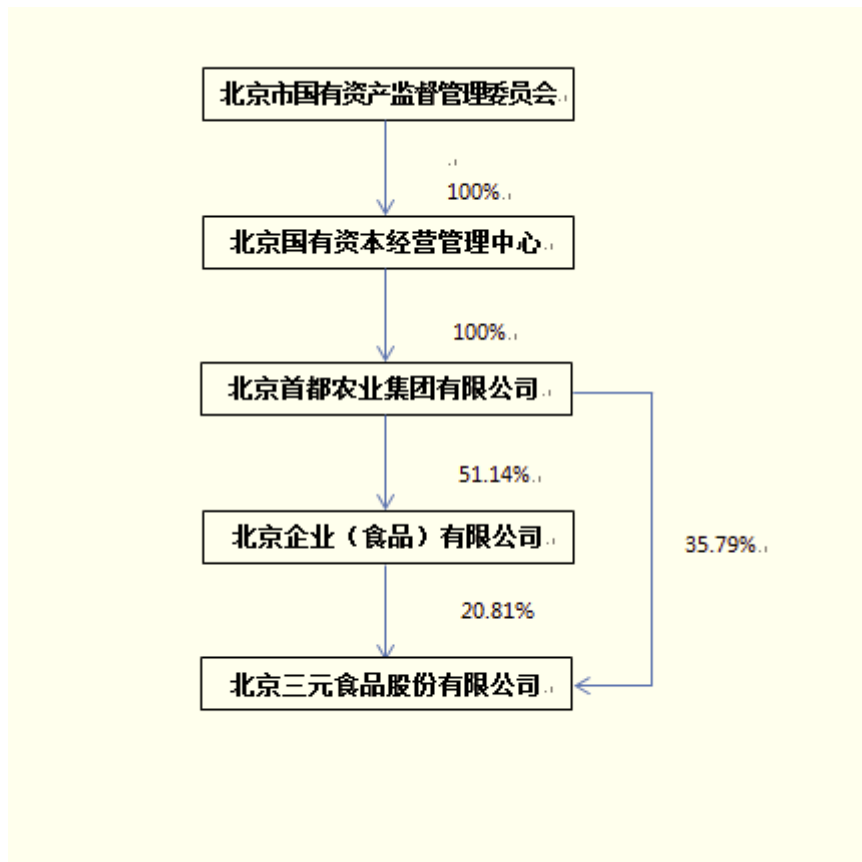 北京市国有资产监督管理委员会
100%
北京国有资本经营管理中心
100%
北京首都农业集团有限公司
51.14%
北京企业（食品）有限公司
35.79%
20.81%
北京三元食品股份有限公司